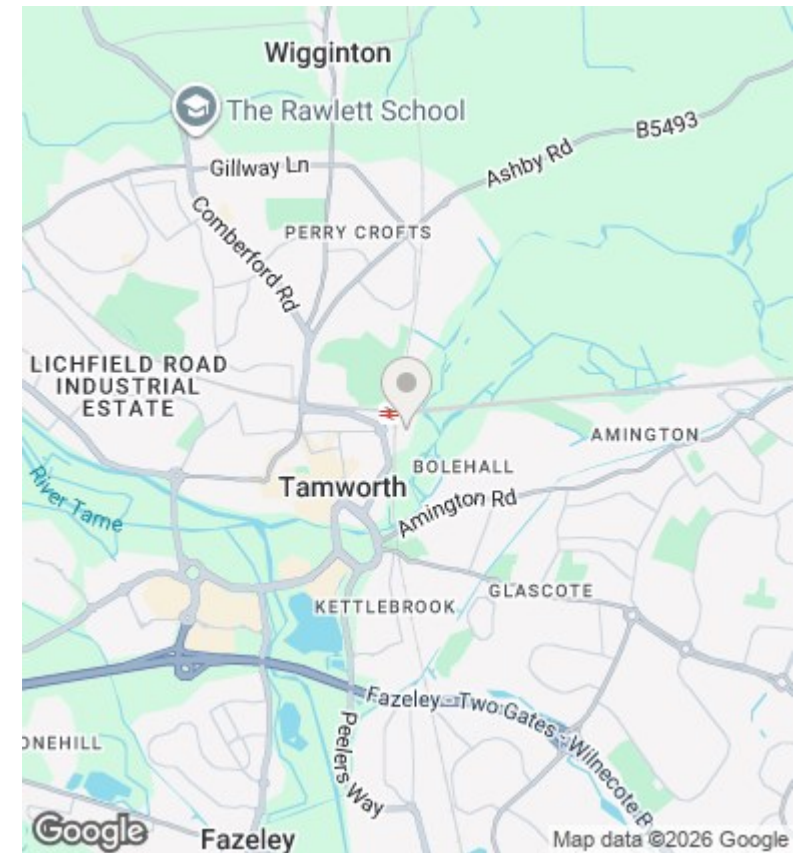 Wigginton
The Rawlett School
B5493
Ashby Rd
Gillway Ln
PERRY CROFTS
Comberford Rd
LICHFIELD ROAD
INDUSTRIAL
ESTATE
AMINGTON
BOLEHALL
Tamworth
River Tame
Amington Rd
GLASCOTE
KETTLEBROOK
Fazeley - Two Gates - Wilnecote B
ONEHILL
Peelers Way
Google
Fazeley
Map data ©2026 Google